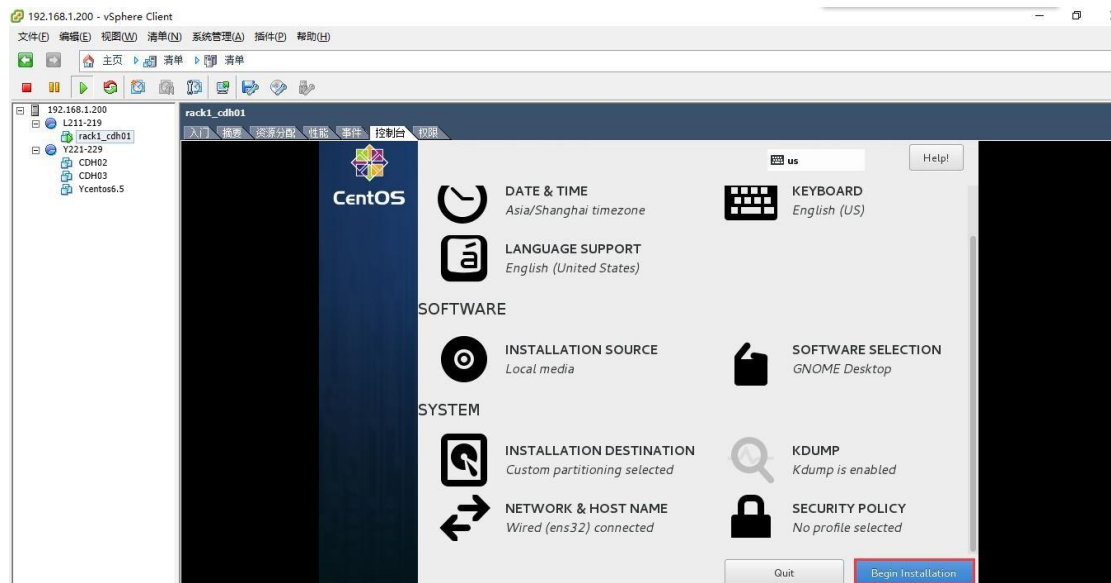 192.168.1.200 - vSphere Client
文件(F) 编辑(E) 视图(W) 清单(N) 系统管理(A) 插件(P) 帮助(H)
主页 清单 清单
192.168.1.200
L211-219
rack1_cdh01
Y221-229
CDH02
CDH03
Ycentos6.5
rack1_cdh01
入门 摘要 资源分配 性能 事件 控制台 权限
CentOS
us
Help!
DATE & TIME
Asia/Shanghai timezone
KEYBOARD
English (US)
LANGUAGE SUPPORT
English (United States)
SOFTWARE
INSTALLATION SOURCE
Local media
SOFTWARE SELECTION
GNOME Desktop
SYSTEM
INSTALLATION DESTINATION
Custom partitioning selected
KDUMP
Kdump is enabled
NETWORK & HOST NAME
Wired (ens32) connected
SECURITY POLICY
No profile selected
Quit
Begin Installation